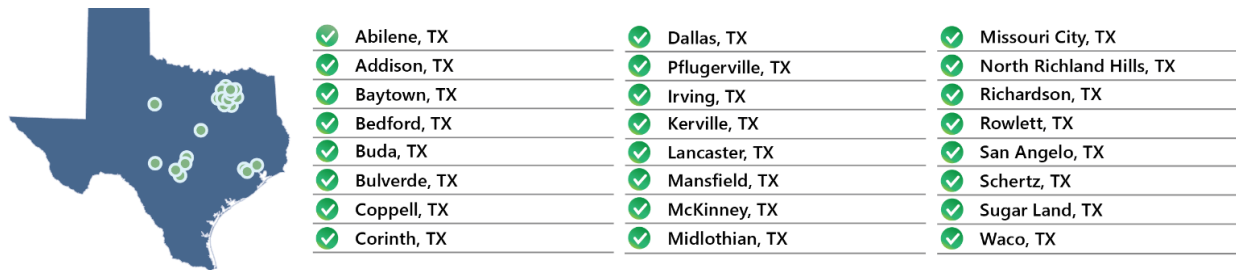 Abilene, TX
Addison, TX
Baytown, TX
Bedford, TX
Buda, TX
Bulverde, TX
Coppell, TX
Corinth, TX
Dallas, TX
Pflugerville, TX
Irving, TX
Kerville, TX
Lancaster, TX
Mansfield, TX
McKinney, TX
Midlothian, TX
Missouri City, TX
North Richland Hills, TX
Richardson, TX
Rowlett, TX
San Angelo, TX
Schertz, TX
Sugar Land, TX
Waco, TX